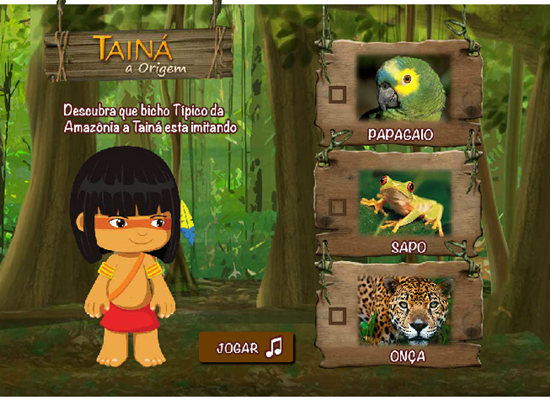 TAINÁ
a Origem
Descubra que bicho Típico da
Amazônia a Tainá esta imitando
PAPAGAIO
SAPO
ONÇA
JOGAR